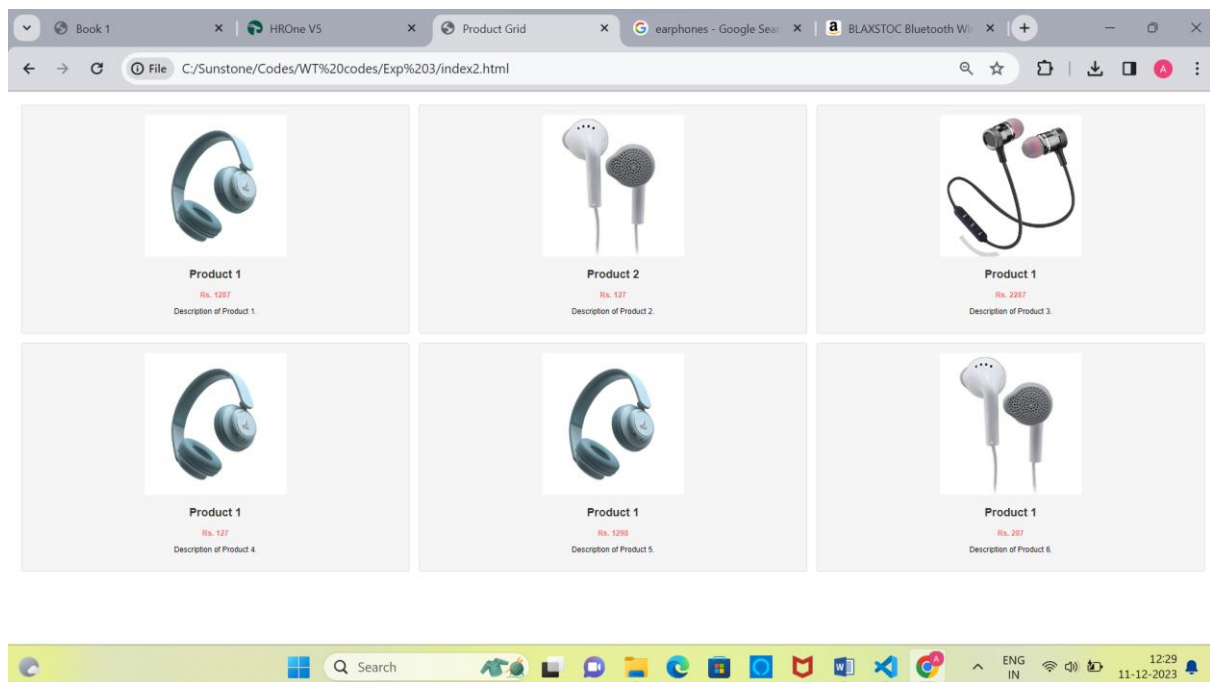 Book 1
HROne V5
Product Grid
earphones - Google Sear
BLAXSTOC Bluetooth Wi
File C:/Sunstone/Codes/WT%20codes/Exp%203/index2.html
A
Product 1
Rs. 1287
Description of Product 1.
Product 2
Rs. 127
Description of Product 2.
Product 1
Rs. 2287
Description of Product 3.
Product 1
Rs. 127
Description of Product 4.
Product 1
Rs. 1290
Description of Product 5.
Product 1
Rs. 287
Description of Product 6.
Search
ENG
IN
12:29
11-12-2023